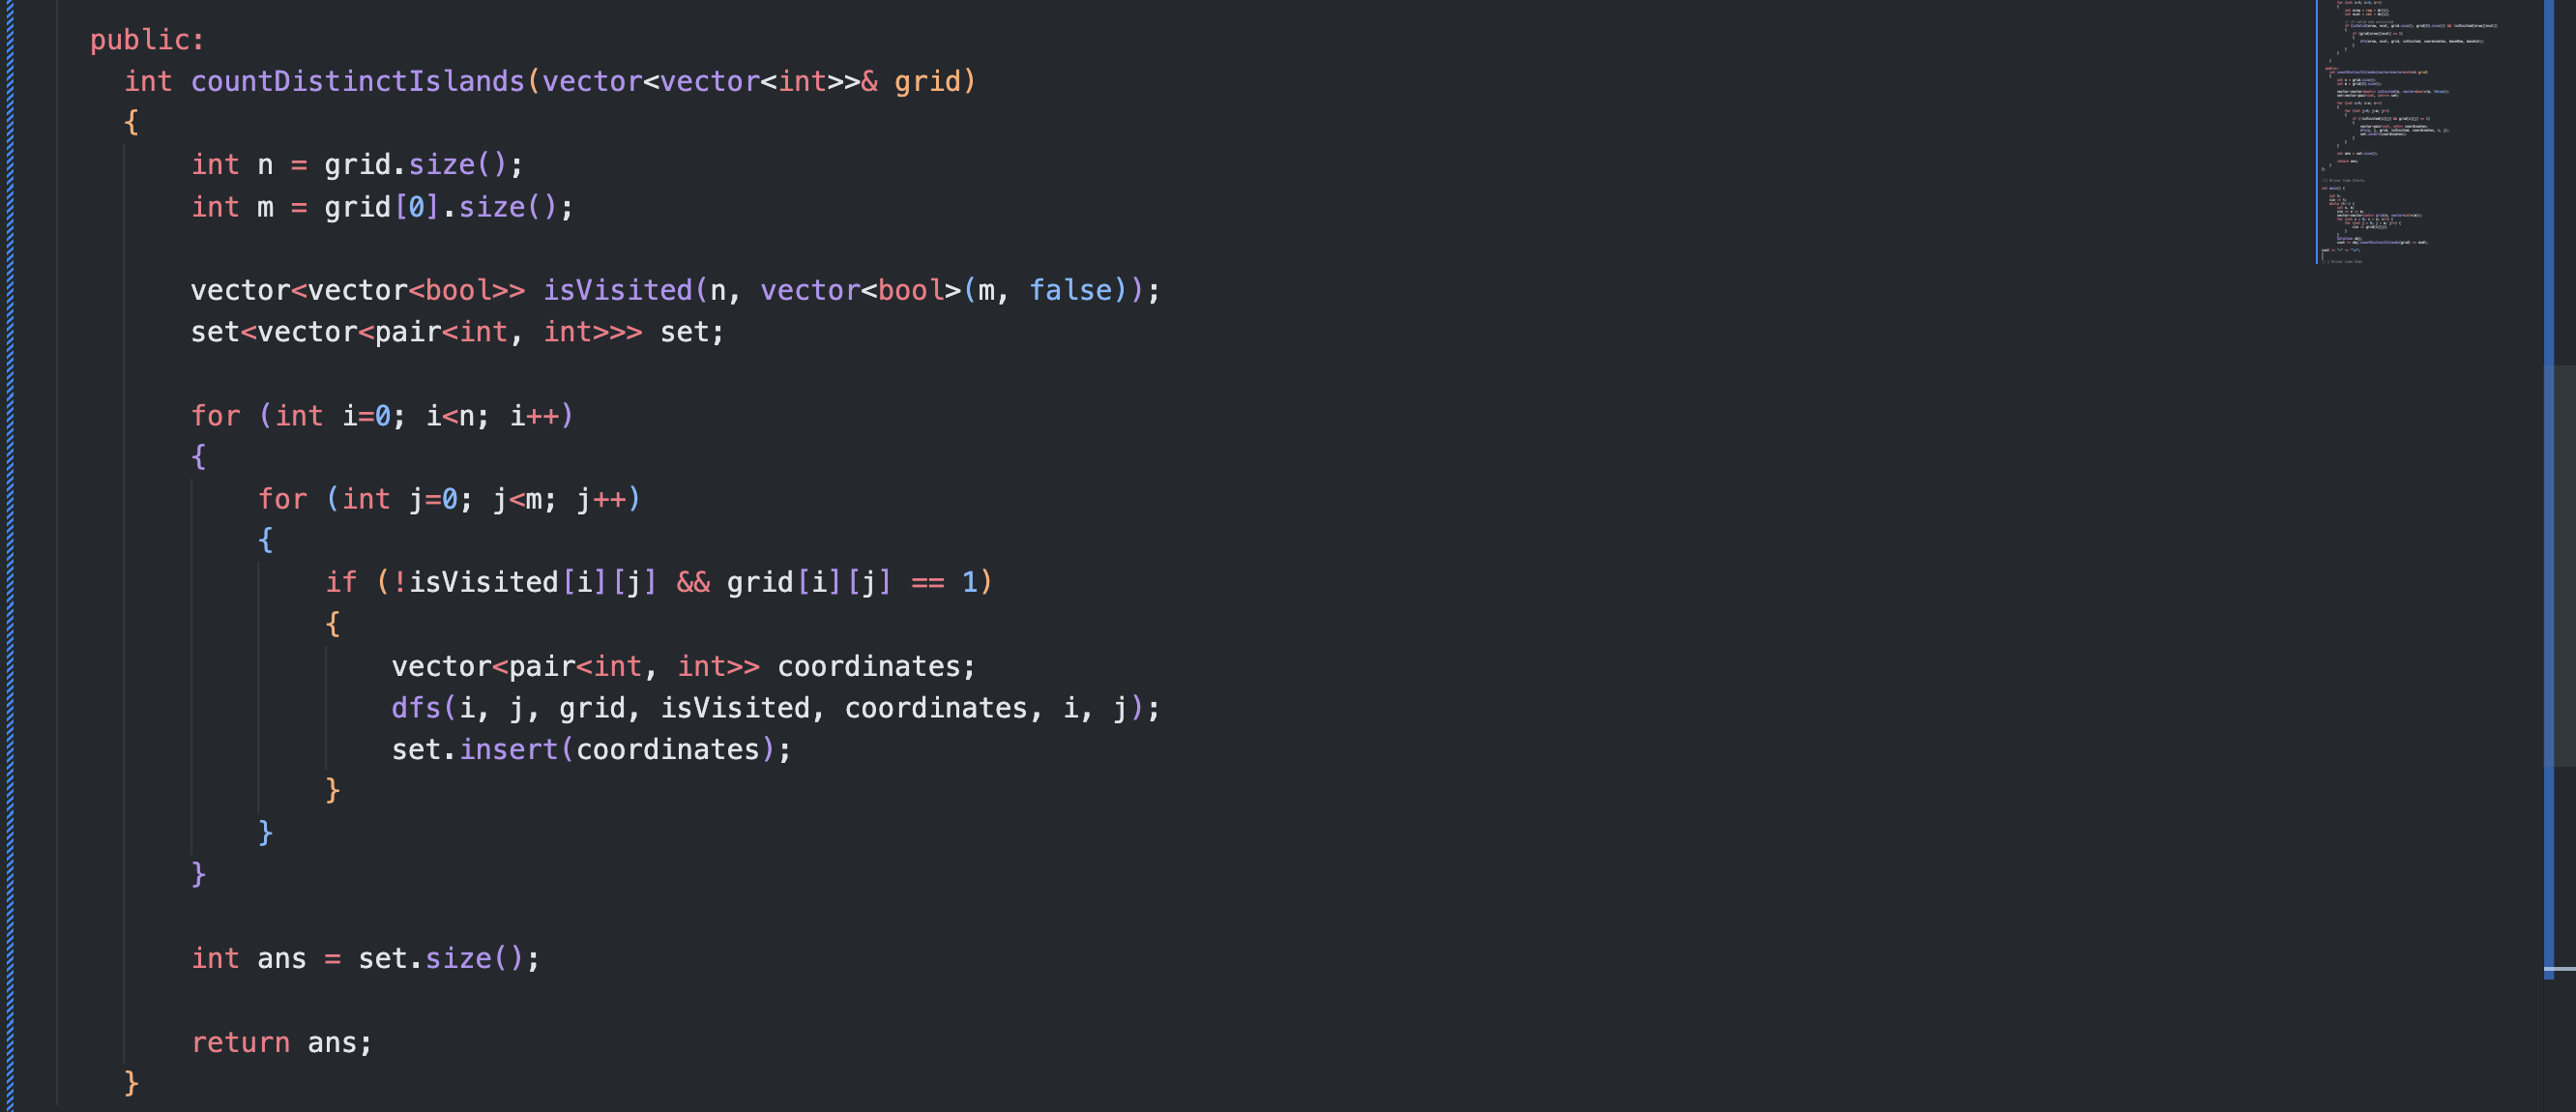 public:
int countDistinctIslands(vector<vector<int>>& grid)
{
int n = grid.size();
int m = grid[0].size();
vector<vector<bool>> isVisited(n, vector<bool>(m, false));
set<vector<pair<int, int>>> set;
for (int i=0; i<n; i++)
{
for (int j=0; j<m; j++)
{
if (!isVisited[i][j] && grid[i][j] == 1)
{
vector<pair<int, int>> coordinates;
dfs(i, j, grid, isVisited, coordinates, i, j);
set.insert(coordinates);
}
}
}
int ans = set.size();
return ans;
}